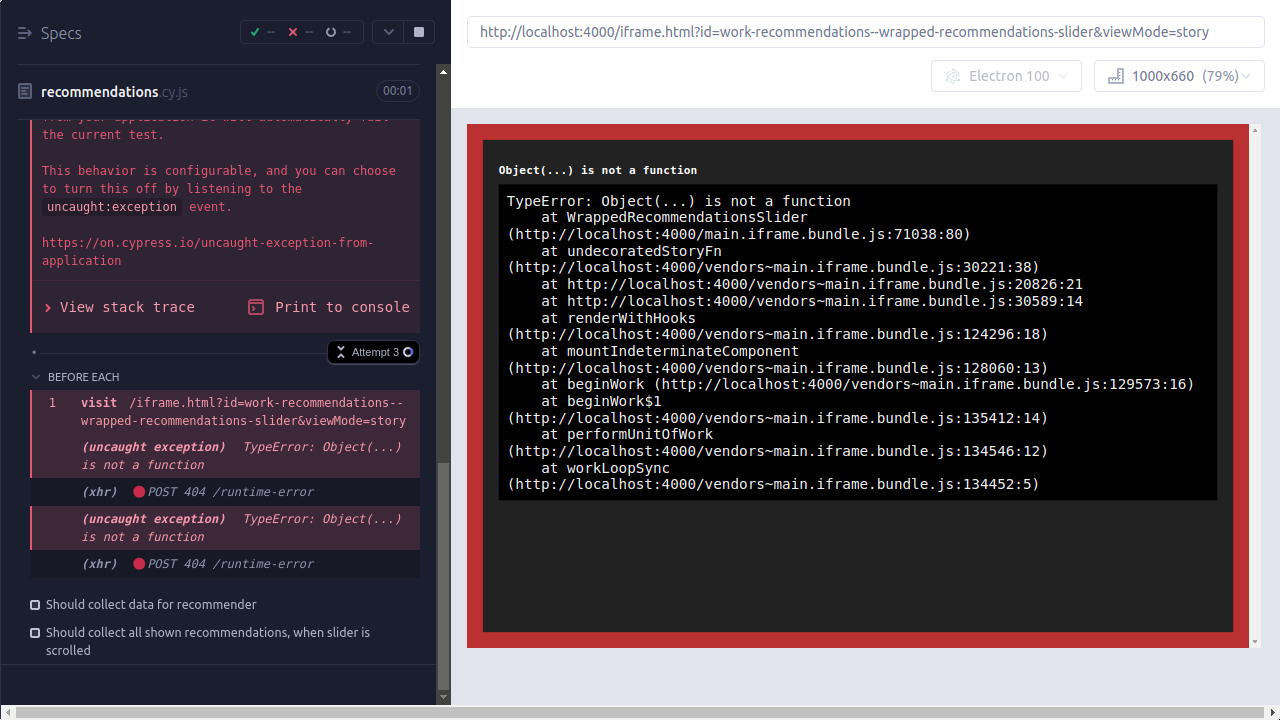 Specs
-- -- --
http://localhost:4000/iframe.html?id=work-recommendations--wrapped-recommendations-slider&viewMode=story
Electron 100
1000x660 (79%)
recommendations.cy.js
00:01
the current test.
This behavior is configurable, and you can choose
to turn this off by listening to the
uncaught:exception event.
https://on.cypress.io/uncaught-exception-from-
application
View stack trace
Print to console
Attempt 3
BEFORE EACH
1 visit /iframe.html?id=work-recommendations--
wrapped-recommendations-slider&viewMode=story
(uncaught exception) TypeError: Object(...)
is not a function
(xhr) POST 404 /runtime-error
(uncaught exception) TypeError: Object(...)
is not a function
(xhr) POST 404 /runtime-error
Should collect data for recommender
Should collect all shown recommendations, when slider is
scrolled
Object(...) is not a function
TypeError: Object(...) is not a function
at WrappedRecommendationsSlider
(http://localhost:4000/main.iframe.bundle.js:71038:80)
at undecoratedStoryFn
(http://localhost:4000/vendors~main.iframe.bundle.js:30221:38)
at http://localhost:4000/vendors~main.iframe.bundle.js:20826:21
at http://localhost:4000/vendors~main.iframe.bundle.js:30589:14
at renderWithHooks
(http://localhost:4000/vendors~main.iframe.bundle.js:124296:18)
at mountIndeterminateComponent
(http://localhost:4000/vendors~main.iframe.bundle.js:128060:13)
at beginWork (http://localhost:4000/vendors~main.iframe.bundle.js:129573:16)
at beginWork$1
(http://localhost:4000/vendors~main.iframe.bundle.js:135412:14)
at performUnitOfWork
(http://localhost:4000/vendors~main.iframe.bundle.js:134546:12)
at workLoopSync
(http://localhost:4000/vendors~main.iframe.bundle.js:134452:5)